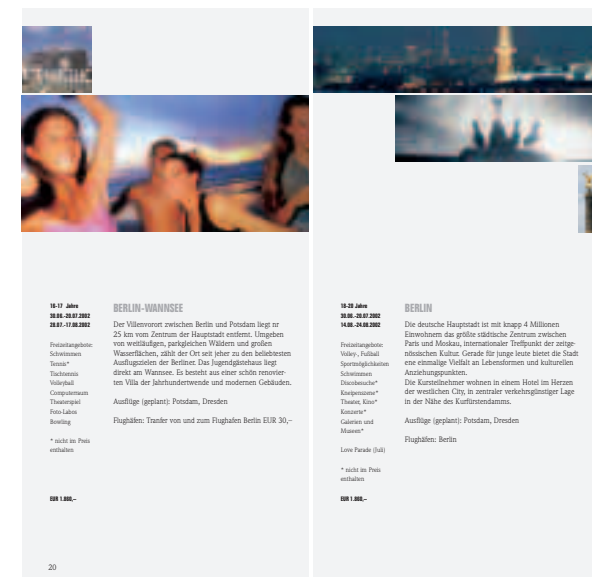 16-17 Jahre
30.06.-20.07.2002
28.07.-17.08.2002
Freizeitangebote:
Schwimmen
Tennis*
Tischtennis
Volleyball
Computerraum
Theaterspiel
Foto-Labor
Bowling
* nicht im Preis
enthalten
EUR 1.860,–
BERLIN-WANNSEE
Der Villenvorort zwischen Berlin und Potsdam liegt nr
25 km vom Zentrum der Hauptstadt entfernt. Umgeben
von weitläufigen, parkgleichen Wäldern und großen
Wasserflächen, zählt der Ort seit jeher zu den beliebtesten
Ausflugszielen der Berliner. Das Jugendgästehaus liegt
direkt am Wannsee. Es besteht aus einer schön renovier-
ten Villa der Jahrhundertwende und modernen Gebäuden.
Ausflüge (geplant): Potsdam, Dresden
Flughäfen: Tranfer von und zum Flughafen Berlin EUR 30,–
20
18-20 Jahre
30.06.-20.07.2002
Freizeitangebote:
Volley-, Fußball
Sportmöglichkeiten
Schwimmen
Discobesuche*
Kneipenszene*
Theater, Kino*
Konzerte*
Galerien und
Museen*
Love Parade (Juli)
* nicht im Preis
enthalten
BERLIN
Die deutsche Hauptstadt ist mit knapp 4 Millionen
Einwohnern das größte städtische Zentrum zwischen
Paris und Moskau, internationaler Treffpunkt der zeitge-
nössischen Kultur. Gerade für junge leute bietet die Stadt
ene einmalige Vielfalt an Lebensformen und kulturellen
Anziehungspunkten.
Die Kursteilnehmer wohnen in einem Hotel im Herzen
der westlichen City, in zentraler verkehrsgünstiger Lage
in der Nähe des Kurfürstendamms.
Ausflüge (geplant): Potsdam, Dresden
Flughäfen: Berlin